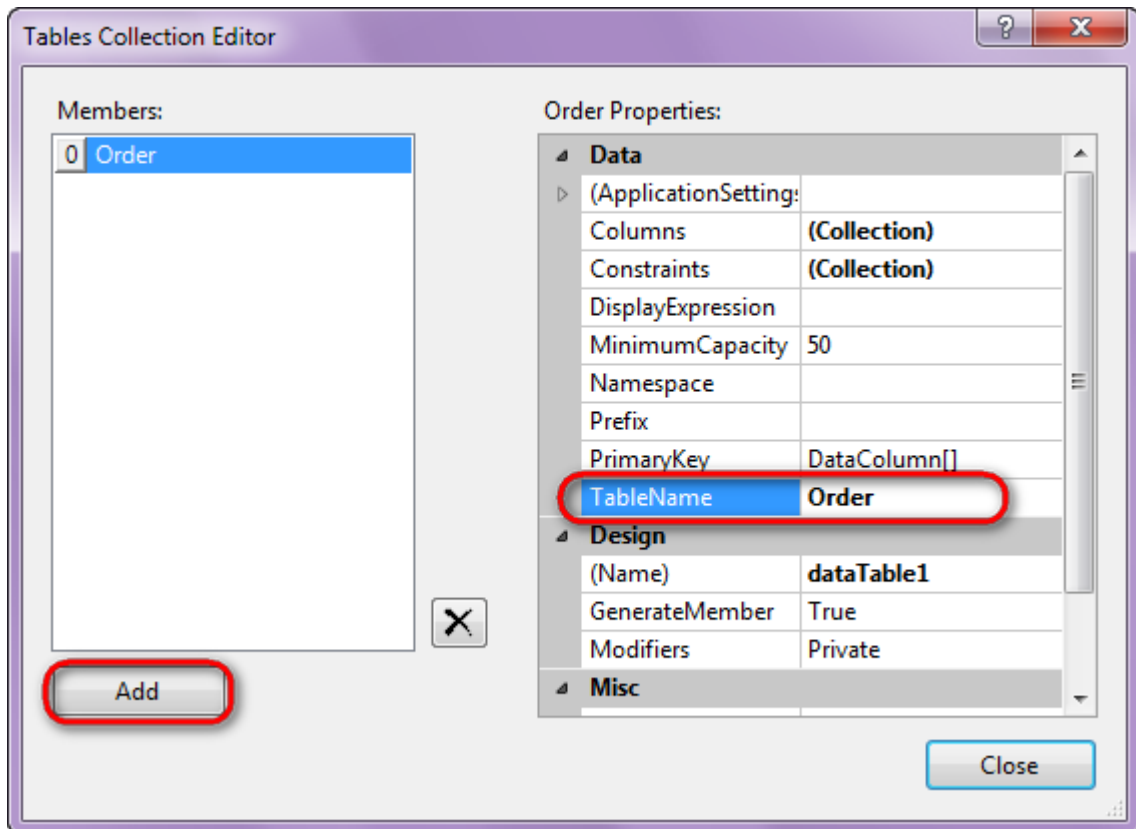 Tables Collection Editor
?
Members:
0 Order
Add
Order Properties:
Data
(ApplicationSettings
Columns (Collection)
Constraints (Collection)
DisplayExpression
MinimumCapacity 50
Namespace
Prefix
PrimaryKey DataColumn[]
TableName Order
Design
(Name) dataTable1
GenerateMember True
Modifiers Private
Misc
Close